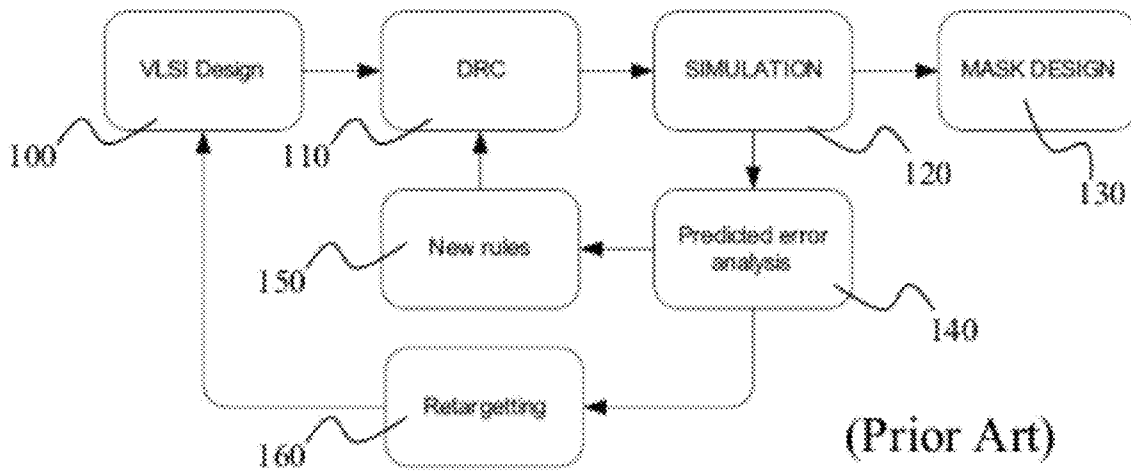 VLSI Design
DRC
SIMULATION
MASK DESIGN
100
110
120
130
New rules
Predicted error
analysis
150
140
Retargetting
160
(Prior Art)